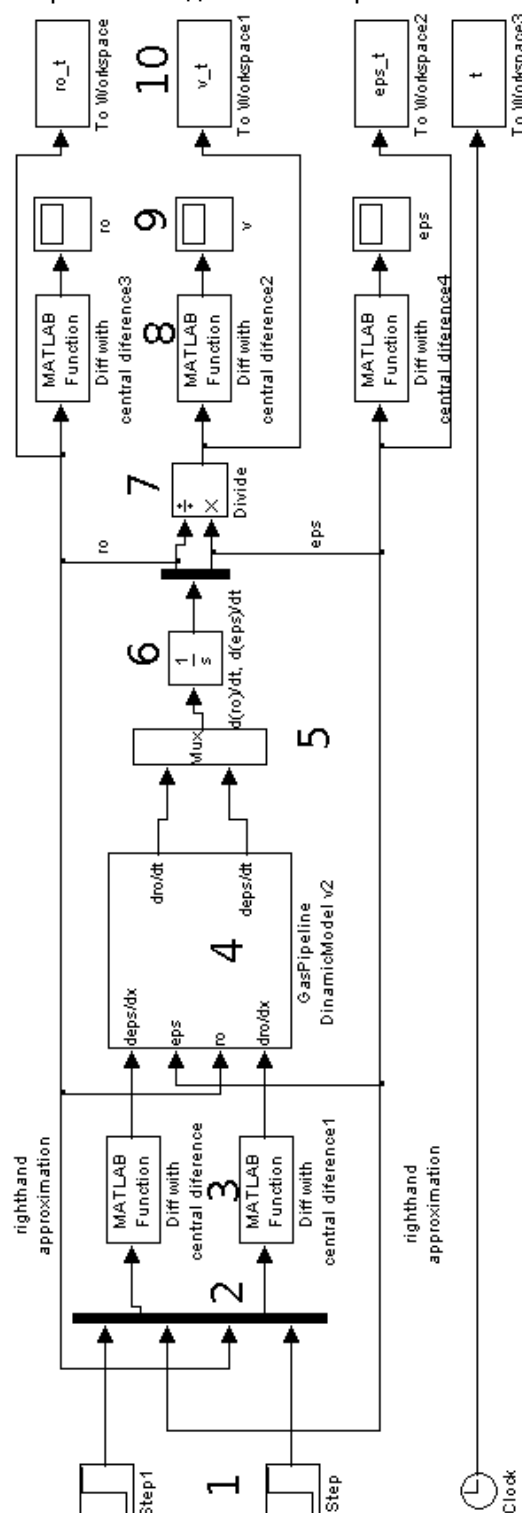 righthand
approximation
Step1
1
Step
Clock
2
MATLAB
Function
Diff with
central diference
3
MATLAB
Function
Diff with
central diference1
righthand
approximation
deps/dx
eps
ro
dro/dx
4
dro/dt
deps/dt
GasPipeline
DinamicModel v2
Mux
5
6
1
s
d(ro)/dt, d(eps)/dt
ro
7
÷
×
Divide
eps
MATLAB
Function
Diff with
central diference3
8
MATLAB
Function
Diff with
central diference2
MATLAB
Function
Diff with
central diference4
ro
9
v
eps
ro_t
To Workspace
10
v_t
To Workspace1
eps_t
To Workspace2
t
To Workspace3